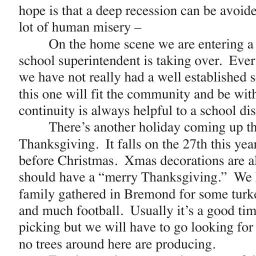 hope is that a deep recession can be avoide
lot of human misery –
On the home scene we are entering a
school superintendent is taking over. Ever
we have not really had a well established s
this one will fit the community and be with
continuity is always helpful to a school dis
There's another holiday coming up th
Thanksgiving. It falls on the 27th this year
before Christmas. Xmas decorations are al
should have a “merry Thanksgiving.” We
family gathered in Bremond for some turke
and much football. Usually it's a good tim
picking but we will have to go looking for
no trees around here are producing.